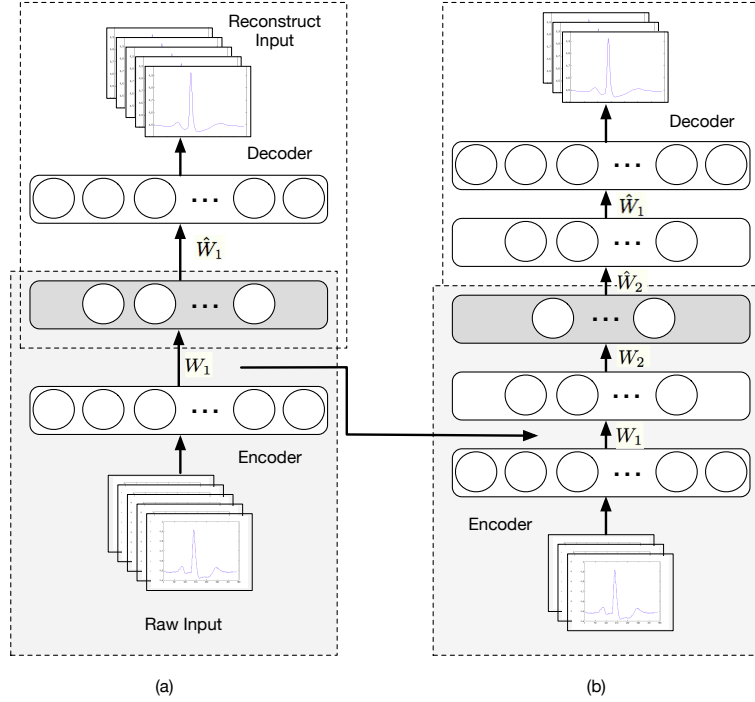 Reconstruct
Input
Decoder
Ŵ₁
W₁
Encoder
Raw Input
(a)
Decoder
Ŵ₁
Ŵ₂
W₂
W₁
Encoder
(b)